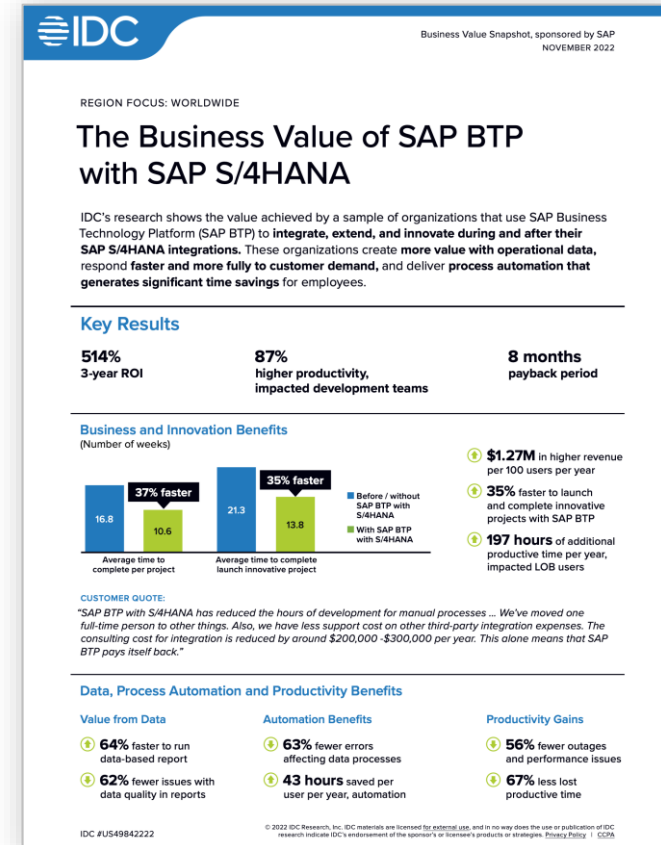 IDC
Business Value Snapshot, sponsored by SAP
NOVEMBER 2022
REGION FOCUS: WORLDWIDE
The Business Value of SAP BTP
with SAP S/4HANA
IDC's research shows the value achieved by a sample of organizations that use SAP Business
Technology Platform (SAP BTP) to integrate, extend, and innovate during and after their
SAP S/4HANA integrations. These organizations create more value with operational data,
respond faster and more fully to customer demand, and deliver process automation that
generates significant time savings for employees.
Key Results
514%
3-year ROI
87%
higher productivity,
impacted development teams
8 months
payback period
Business and Innovation Benefits
(Number of weeks)
16.8
37% faster
10.6
Average time to
complete per project
21.3
35% faster
13.8
Average time to complete
launch innovative project
Before / without
SAP BTP with
S/4HANA
With SAP BTP
with S/4HANA
$1.27M in higher revenue
per 100 users per year
35% faster to launch
and complete innovative
projects with SAP BTP
197 hours of additional
productive time per year,
impacted LOB users
CUSTOMER QUOTE:
"SAP BTP with S/4HANA has reduced the hours of development for manual processes ... We've moved one
full-time person to other things. Also, we have less support cost on other third-party integration expenses. The
consulting cost for integration is reduced by around $200,000 -$300,000 per year. This alone means that SAP
BTP pays itself back."
Data, Process Automation and Productivity Benefits
Value from Data
64% faster to run
data-based report
62% fewer issues with
data quality in reports
Automation Benefits
63% fewer errors
affecting data processes
43 hours saved per
user per year, automation
Productivity Gains
56% fewer outages
and performance issues
67% less lost
productive time
IDC #US49842222
© 2022 IDC Research, Inc. IDC materials are licensed for external use, and in no way does the use or publication of IDC
research indicate IDC's endorsement of the sponsor's or licensee's products or strategies. Privacy Policy | CCPA